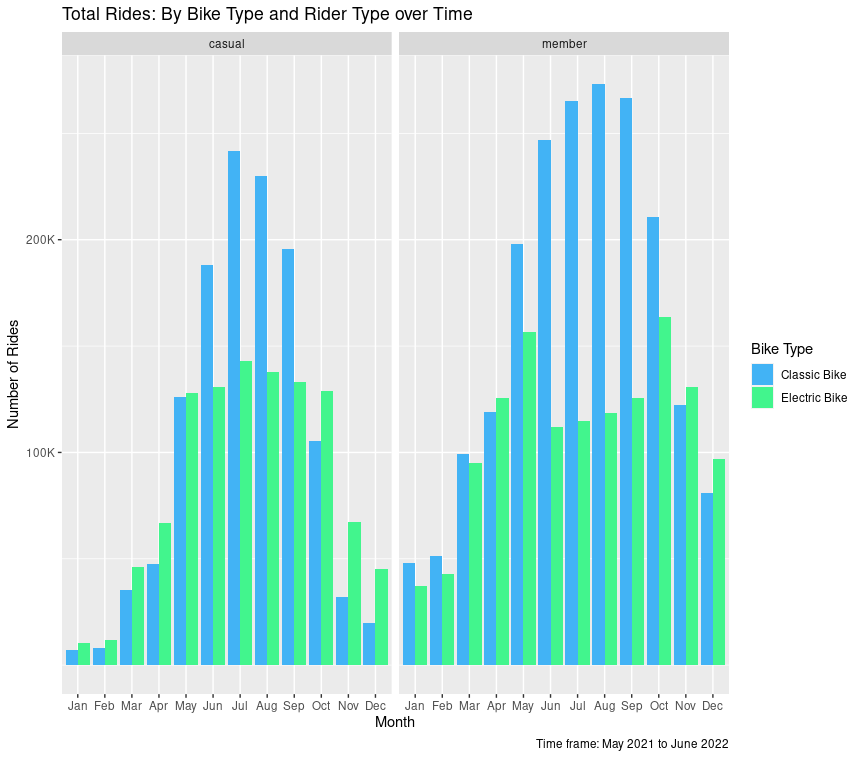 Total Rides: By Bike Type and Rider Type over Time
casual
member
200K
100K
Number of Rides
Jan Feb Mar Apr May Jun Jul Aug Sep Oct Nov Dec
Jan Feb Mar Apr May Jun Jul Aug Sep Oct Nov Dec
Month
Bike Type
Classic Bike
Electric Bike
Time frame: May 2021 to June 2022